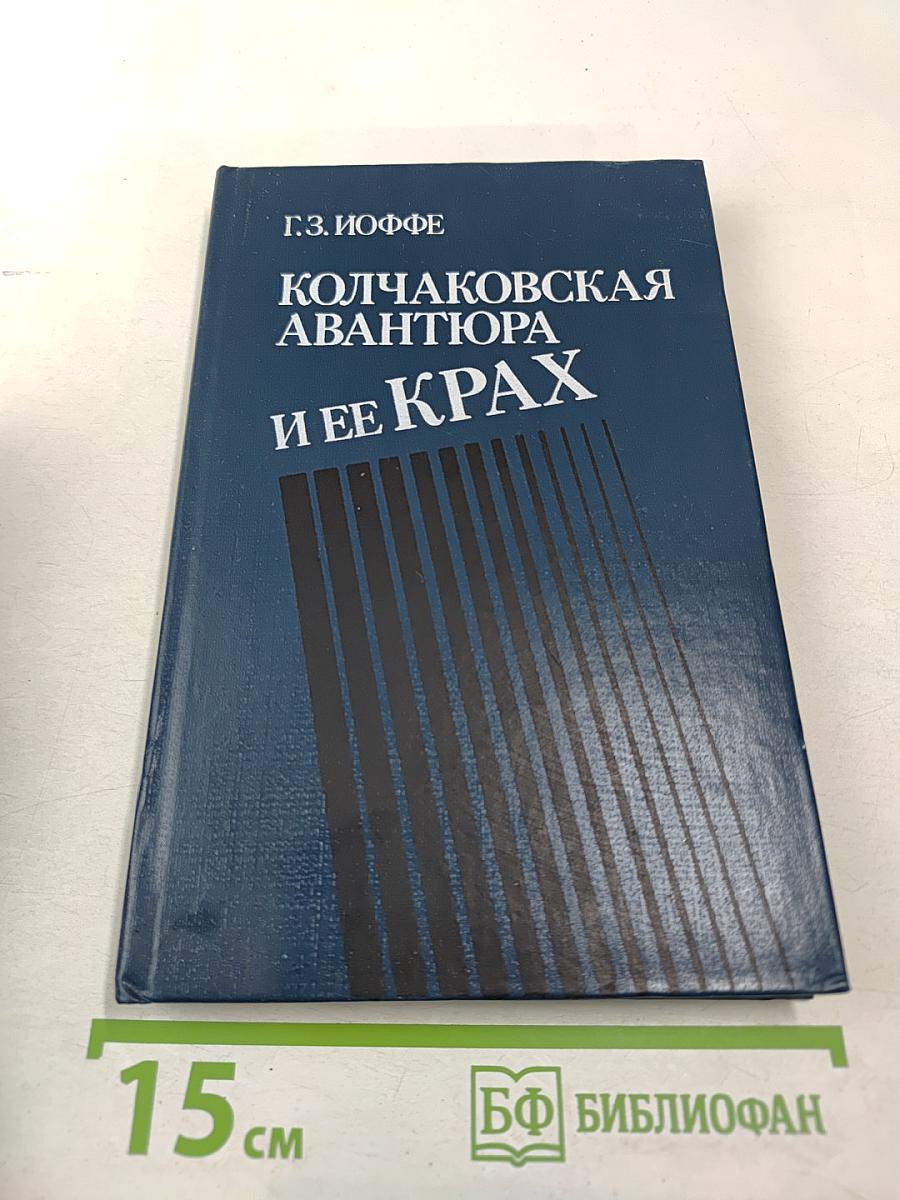 Г.З. ИОФФЕ
КОЛЧАКОВСКАЯ
АВАНТЮРА
И ЕЕ КРАХ
15 см
БФ БИБЛИОФАН